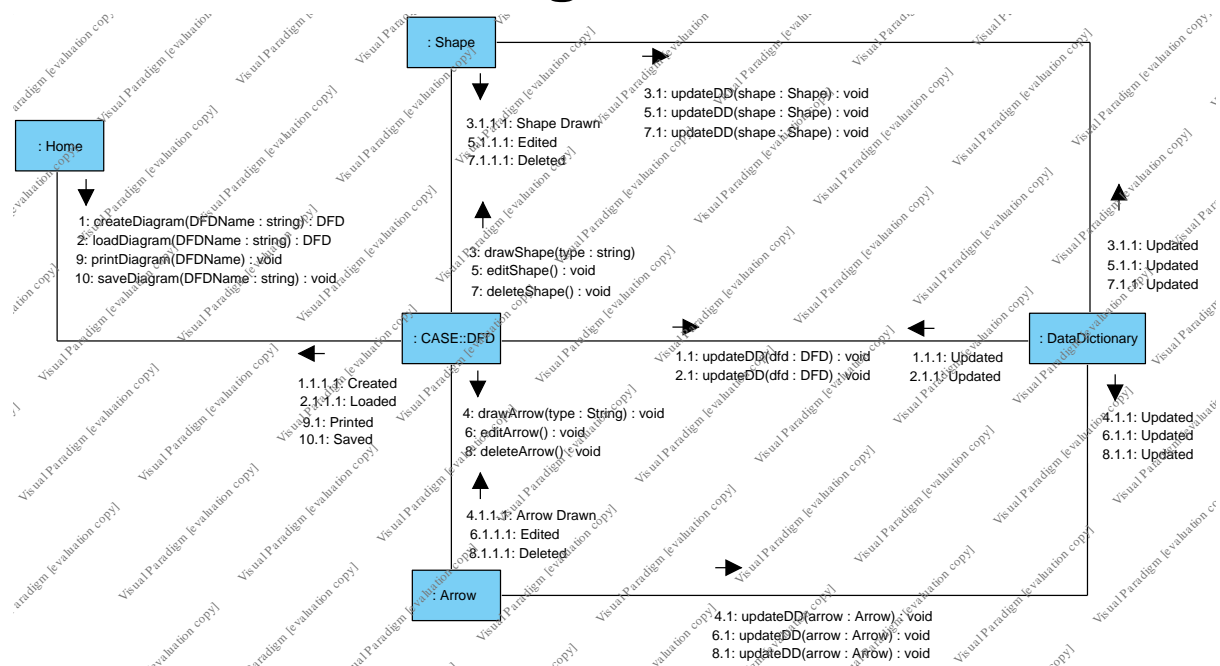 : Shape
3.1: updateDD(shape : Shape) : void
5.1: updateDD(shape : Shape) : void
7.1: updateDD(shape : Shape) : void
3.1.1.1: Shape Drawn
5.1.1.1: Edited
7.1.1.1: Deleted
: Home
1: createDiagram(DFDName : string) : DFD
2: loadDiagram(DFDName : string) : DFD
9: printDiagram(DFDName) : void
10: saveDiagram(DFDName : string) : void
3: drawShape(type : string)
5: editShape() : void
7: deleteShape() : void
3.1.1: Updated
5.1.1: Updated
7.1.1: Updated
: CASE::DFD
: DataDictionary
1.1: updateDD(dfd : DFD) : void
2.1: updateDD(dfd : DFD) : void
1.1.1: Updated
2.1.1: Updated
1.1.1.1: Created
2.1.1.1: Loaded
9.1: Printed
10.1: Saved
4: drawArrow(type : String) : void
6: editArrow() : void
8: deleteArrow() : void
4.1.1: Updated
6.1.1: Updated
8.1.1: Updated
4.1.1.1: Arrow Drawn
6.1.1.1: Edited
8.1.1.1: Deleted
: Arrow
4.1: updateDD(arrow : Arrow) : void
6.1: updateDD(arrow : Arrow) : void
8.1: updateDD(arrow : Arrow) : void
Visual Paradigm [evaluation copy]